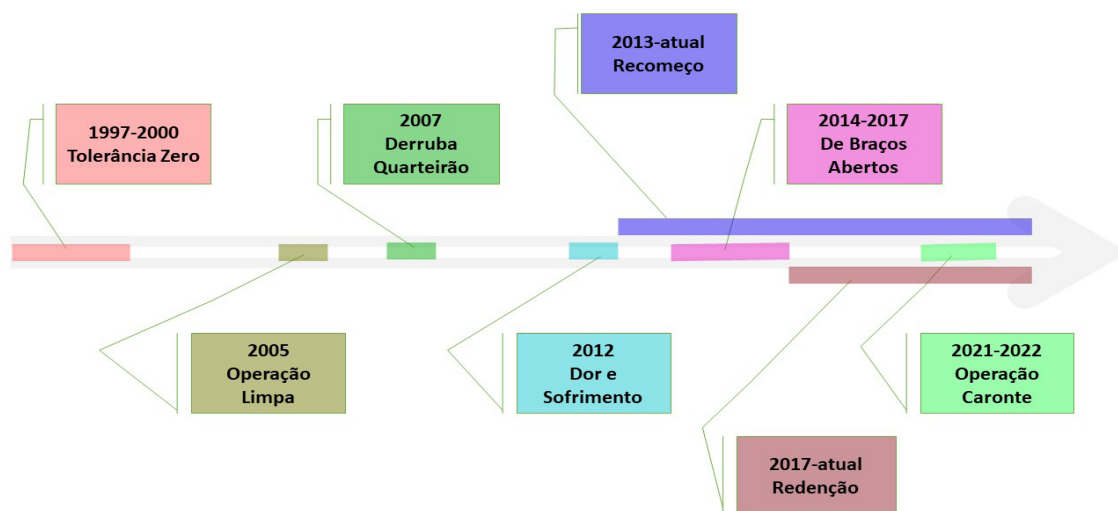 2013-atual
Recomeço
1997-2000
Tolerância Zero
2007
Derruba
Quarteirão
2014-2017
De Braços
Abertos
2005
Operação
Limpa
2012
Dor e
Sofrimento
2021-2022
Operação
Caronte
2017-atual
Redenção